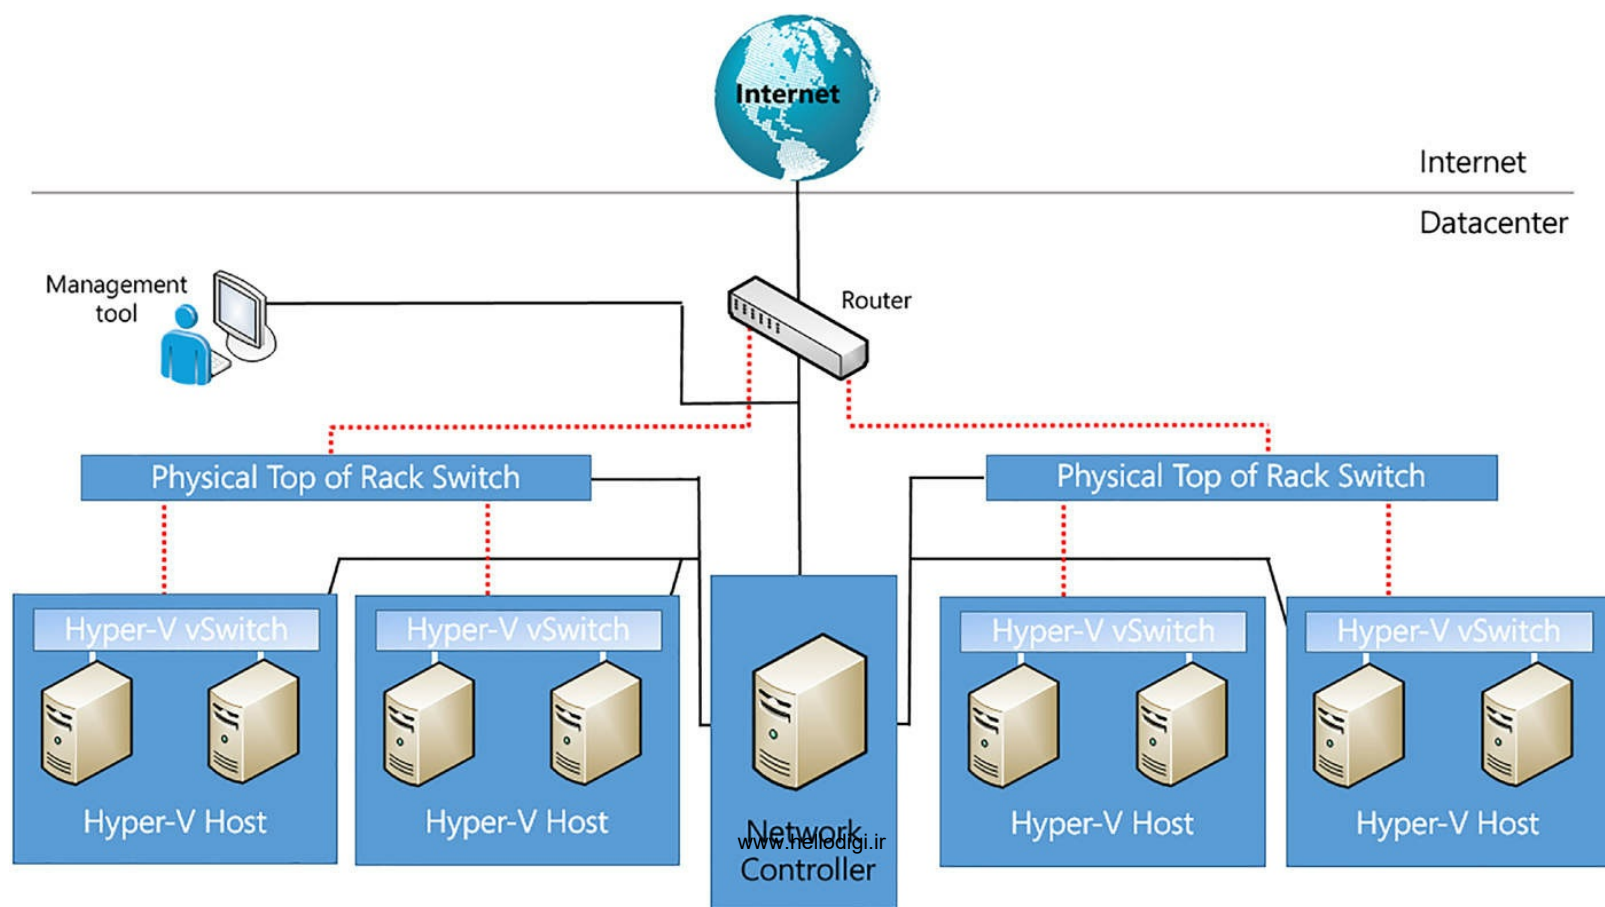 Internet
Internet
Datacenter
Management
tool
Router
Physical Top of Rack Switch
Physical Top of Rack Switch
Hyper-V vSwitch
Hyper-V vSwitch
Hyper-V vSwitch
Hyper-V vSwitch
Hyper-V Host
Hyper-V Host
Hyper-V Host
Hyper-V Host
Network
www.hellodigi.ir
Controller